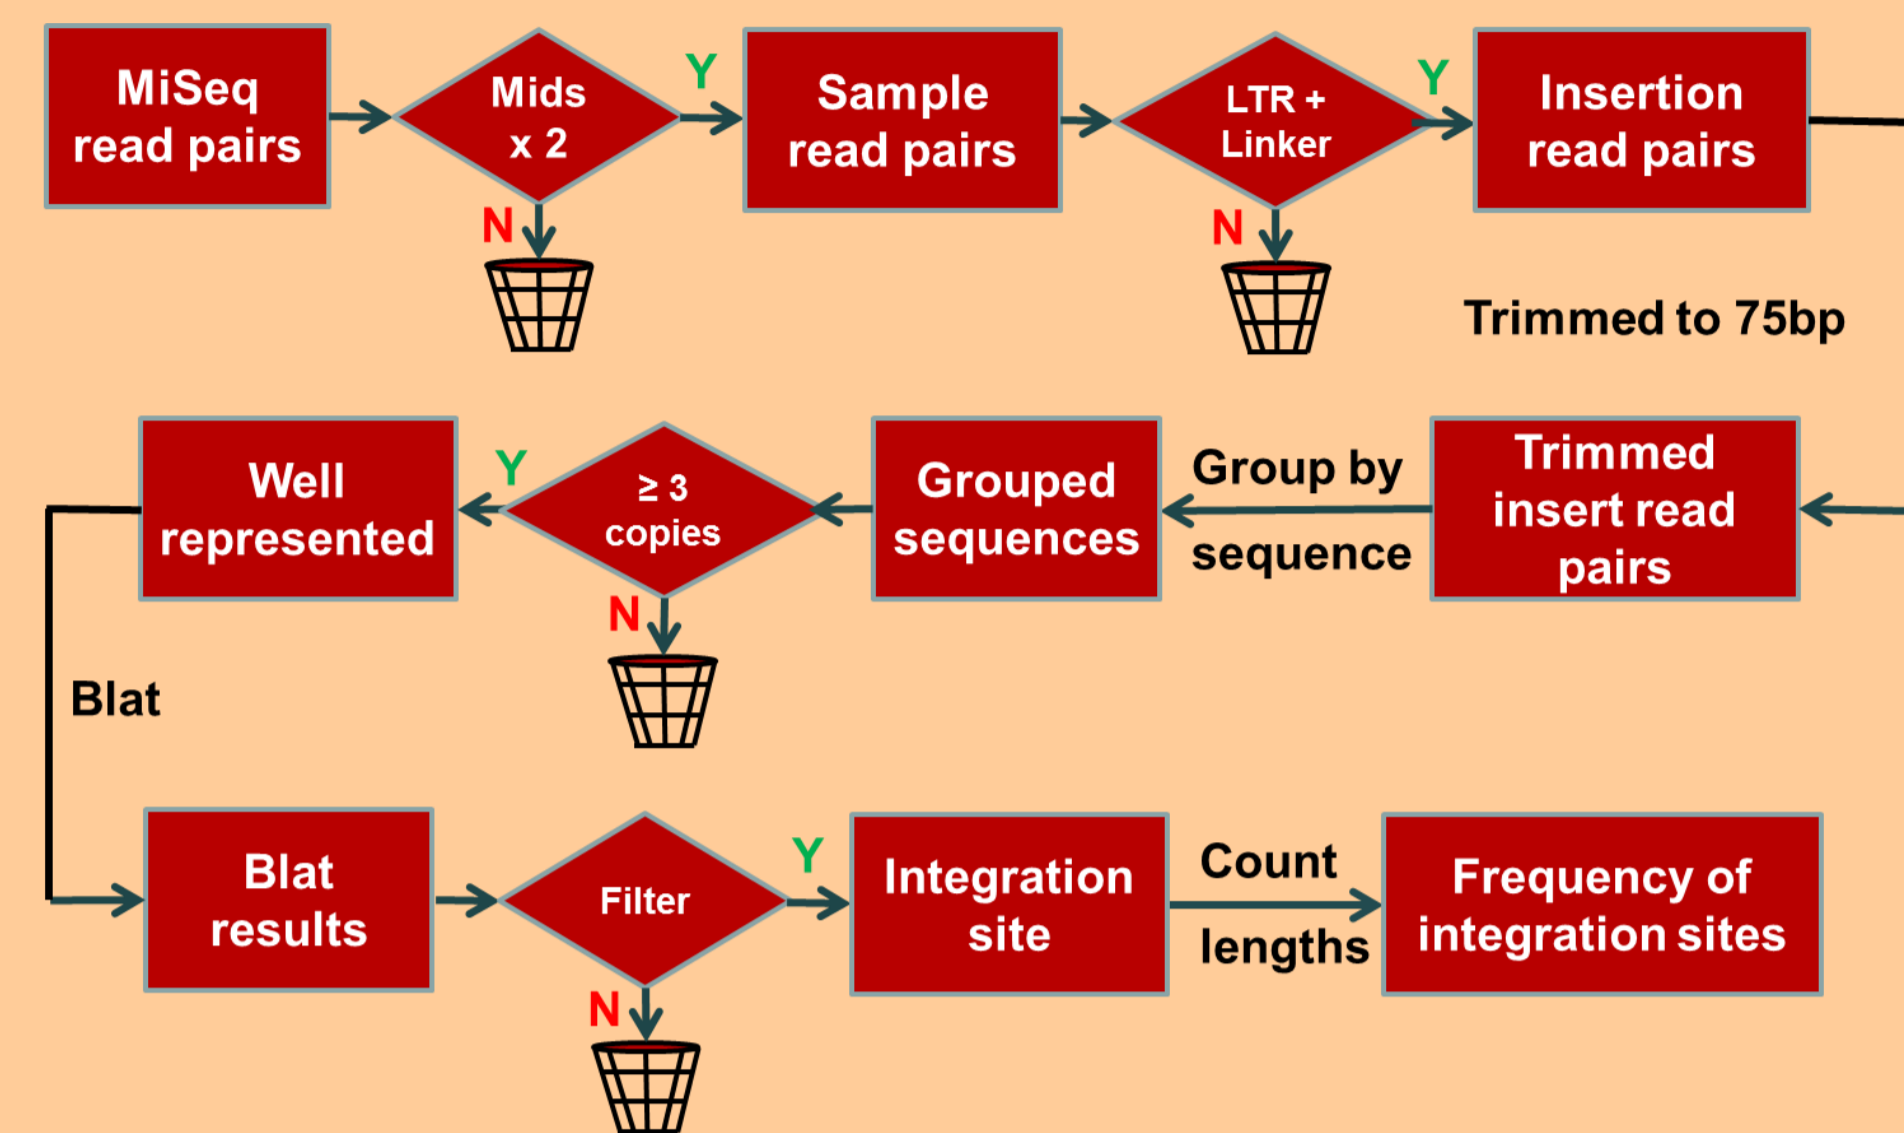 MiSeq
read pairs
Mids
x 2
Y
N
Sample
read pairs
LTR +
Linker
Y
N
Insertion
read pairs
Trimmed to 75bp
Trimmed
insert read
pairs
Group by
sequence
Grouped
sequences
≥ 3
copies
Y
N
Well
represented
Blat
Blat
results
Filter
Y
N
Integration
site
Count
lengths
Frequency of
integration sites